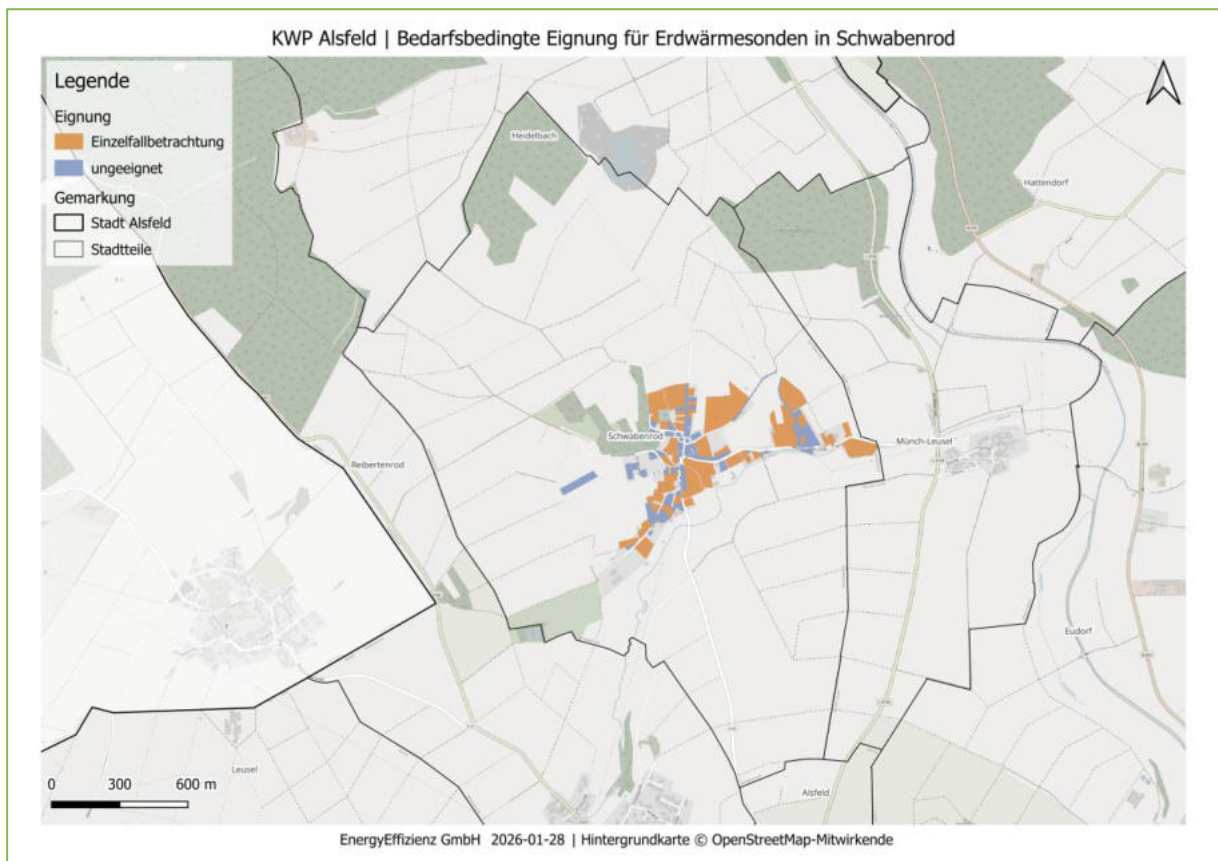 KWP Alsfeld | Bedarfsbedingte Eignung für Erdwärmesonden in Schwabenrod
Legende
Eignung
Einzelfallbetrachtung
ungeeignet
Gemarkung
Stadt Alsfeld
Stadtteile
Heidelbach
Hattendorf
Schwabenrod
Münch-Leusel
Reibertenrod
Eudorf
Leusel
Alsfeld
0 300 600 m
EnergyEffizienz GmbH 2026-01-28 | Hintergrundkarte © OpenStreetMap-Mitwirkende